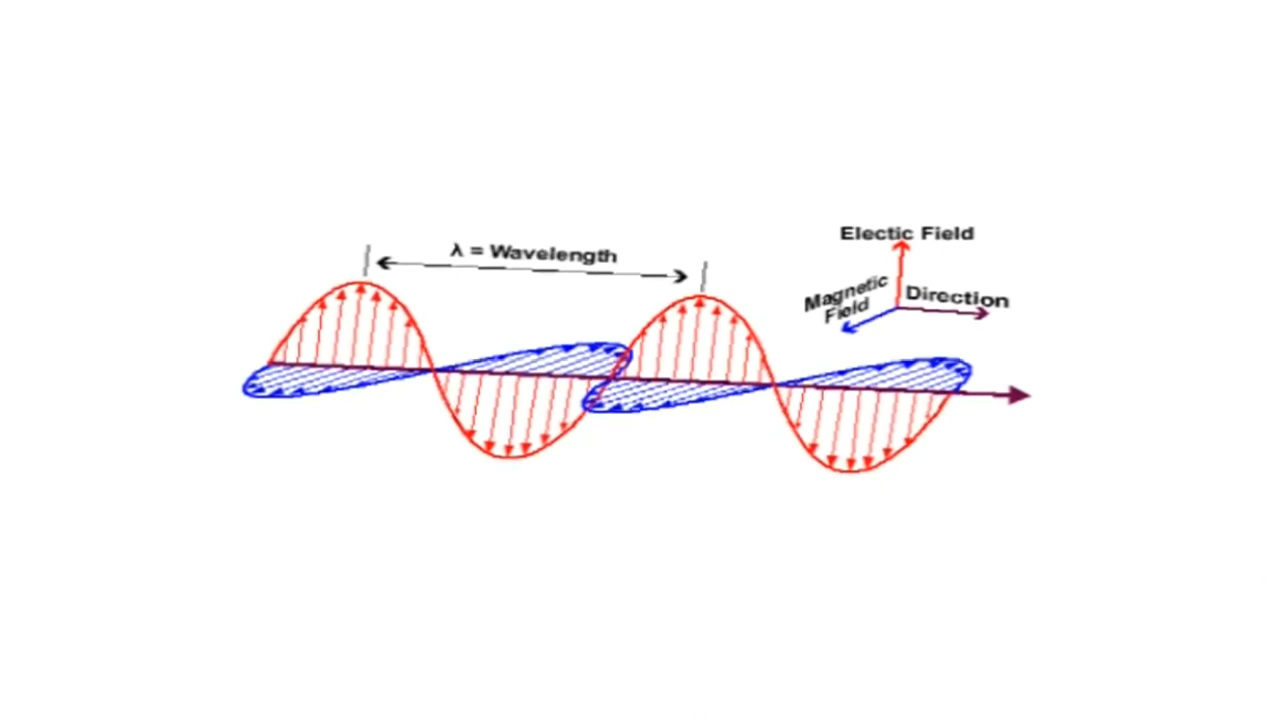 λ = Wavelength
Electic Field
Magnetic
Field
Direction